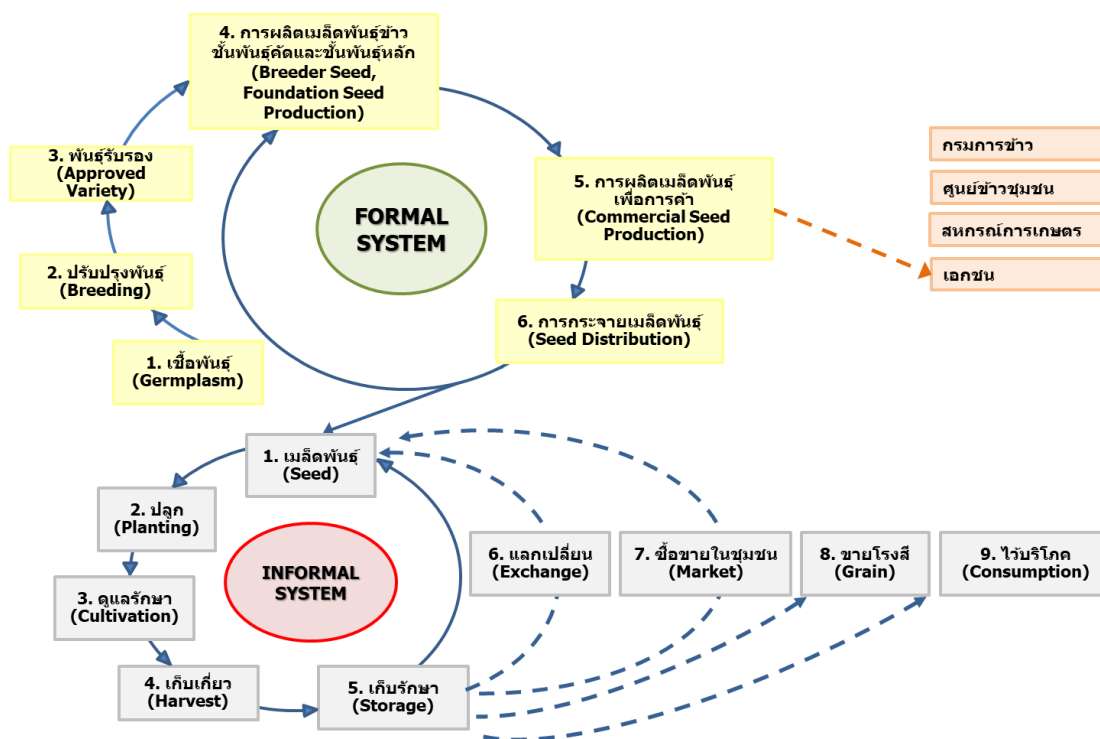 4. การผลิตเมล็ดพันธุ์ข้าว
ชั้นพันธุ์คัดและชั้นพันธุ์หลัก
(Breeder Seed,
Foundation Seed
Production)
3. พันธุ์รับรอง
(Approved
Variety)
2. ปรับปรุงพันธุ์
(Breeding)
1. เชื้อพันธุ์
(Germplasm)
FORMAL
SYSTEM
5. การผลิตเมล็ดพันธุ์
เพื่อการค้า
(Commercial Seed
Production)
6. การกระจายเมล็ดพันธุ์
(Seed Distribution)
กรมการข้าว
ศูนย์ข้าวชุมชน
สหกรณ์การเกษตร
เอกชน
1. เมล็ดพันธุ์
(Seed)
2. ปลูก
(Planting)
3. ดูแลรักษา
(Cultivation)
4. เก็บเกี่ยว
(Harvest)
5. เก็บรักษา
(Storage)
INFORMAL
SYSTEM
6. แลกเปลี่ยน
(Exchange)
7. ซื้อขายในชุมชน
(Market)
8. ขายโรงสี
(Grain)
9. ไว้บริโภค
(Consumption)